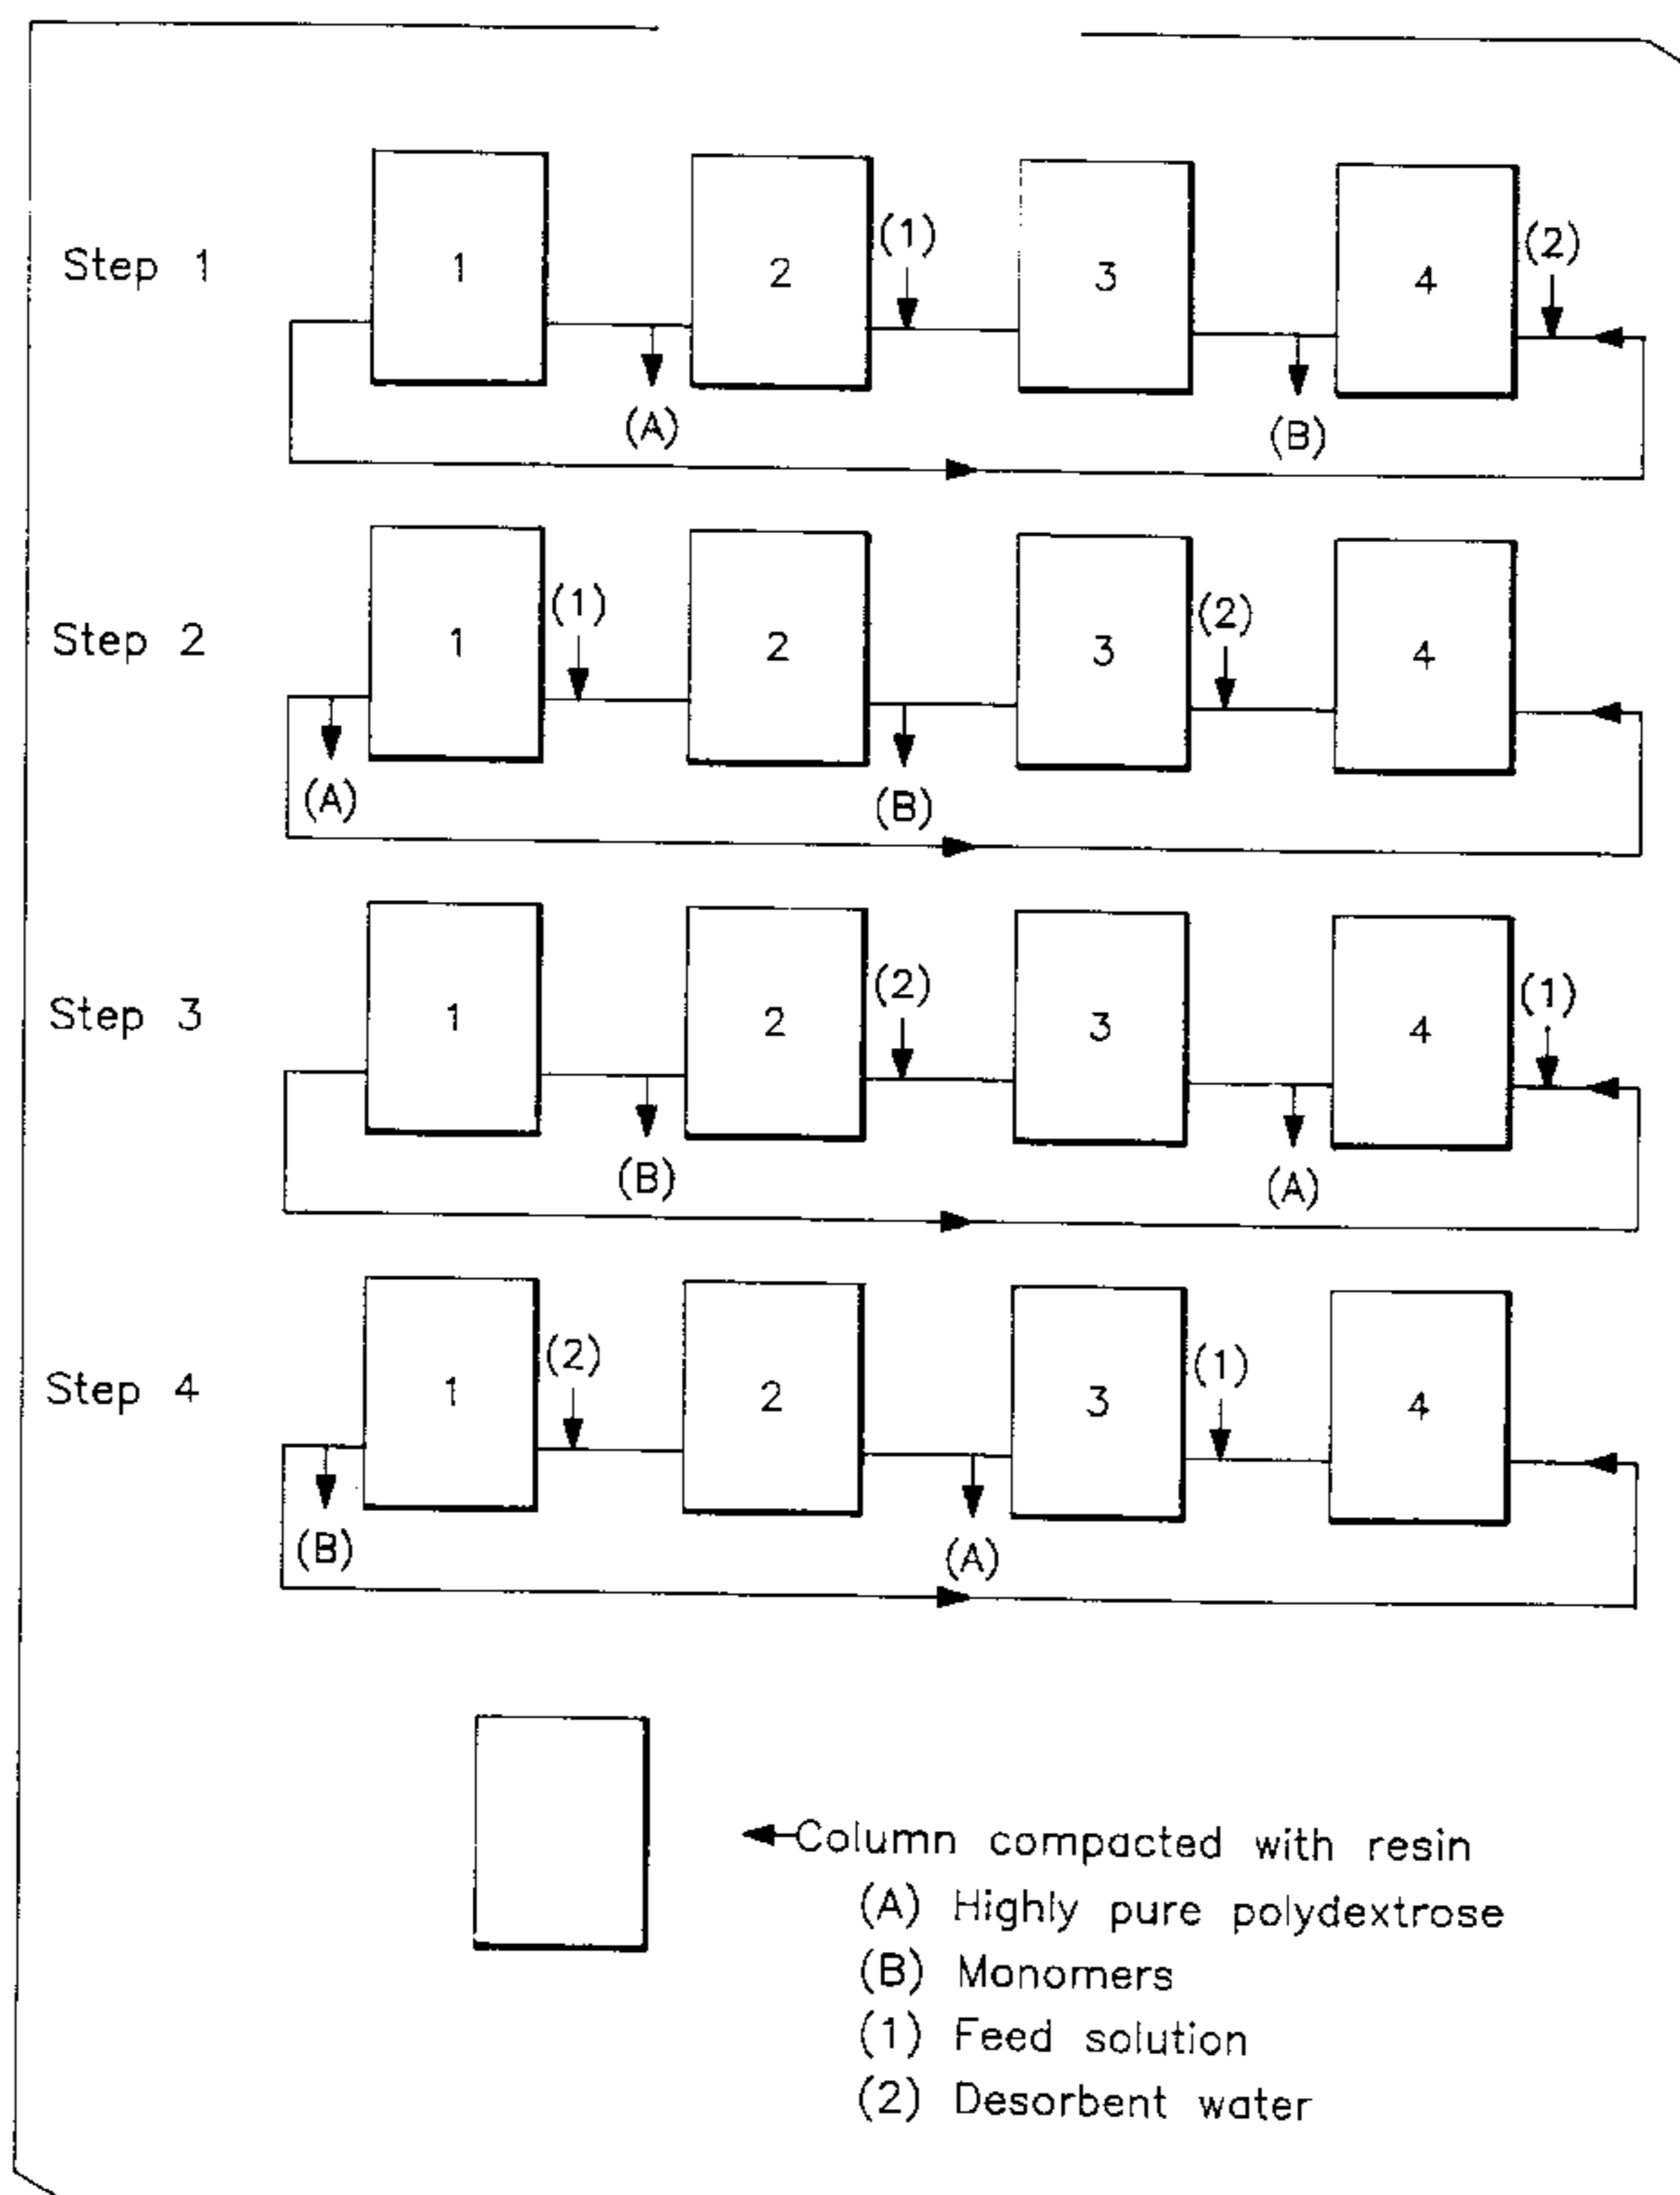 (1)
(2)
Step 1
1
2
3
4
(A)
(B)
(1)
(2)
Step 2
1
2
3
4
(A)
(B)
(2)
(1)
Step 3
1
2
3
4
(B)
(A)
(2)
(1)
Step 4
1
2
3
4
(B)
(A)
Column compacted with resin
(A) Highly pure polydextrose
(B) Monomers
(1) Feed solution
(2) Desorbent water